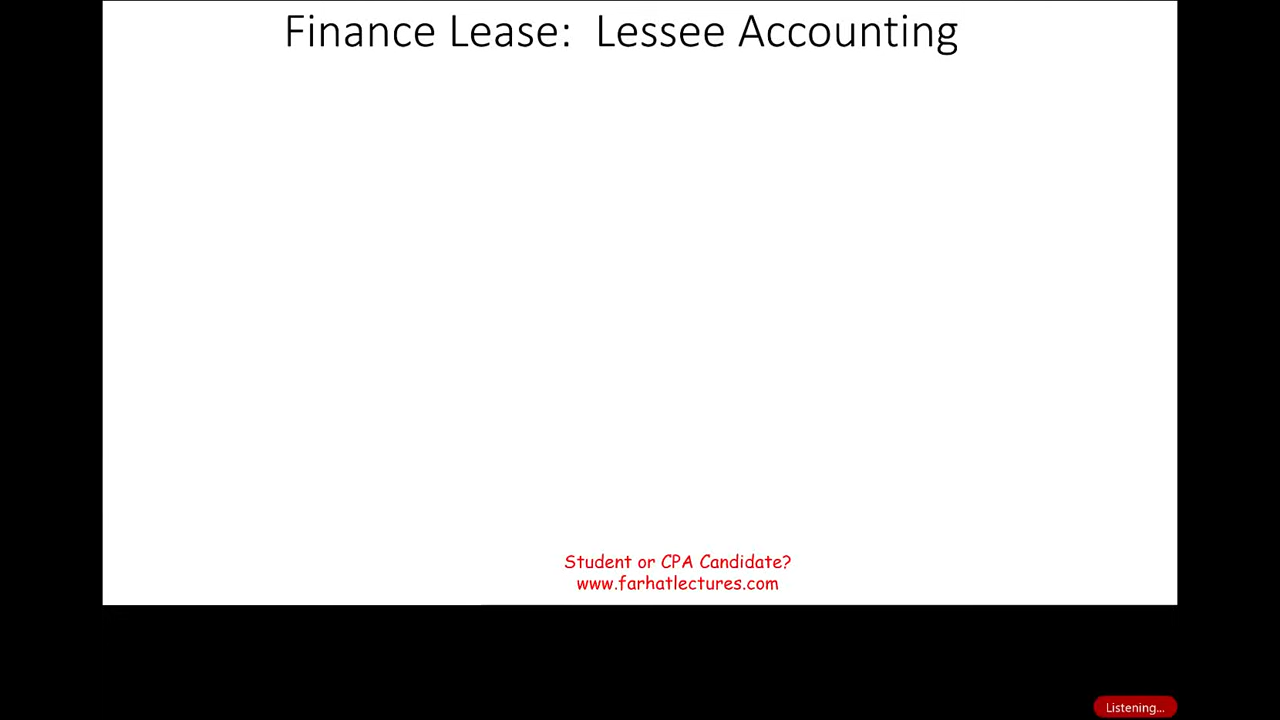 Finance Lease:  Lessee Accounting
Student or CPA Candidate?
www.farhatlectures.com
Listening...